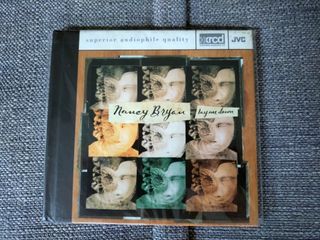 superior audiophile quality
xrcd
JVC
Nancy Bryan
lay me down